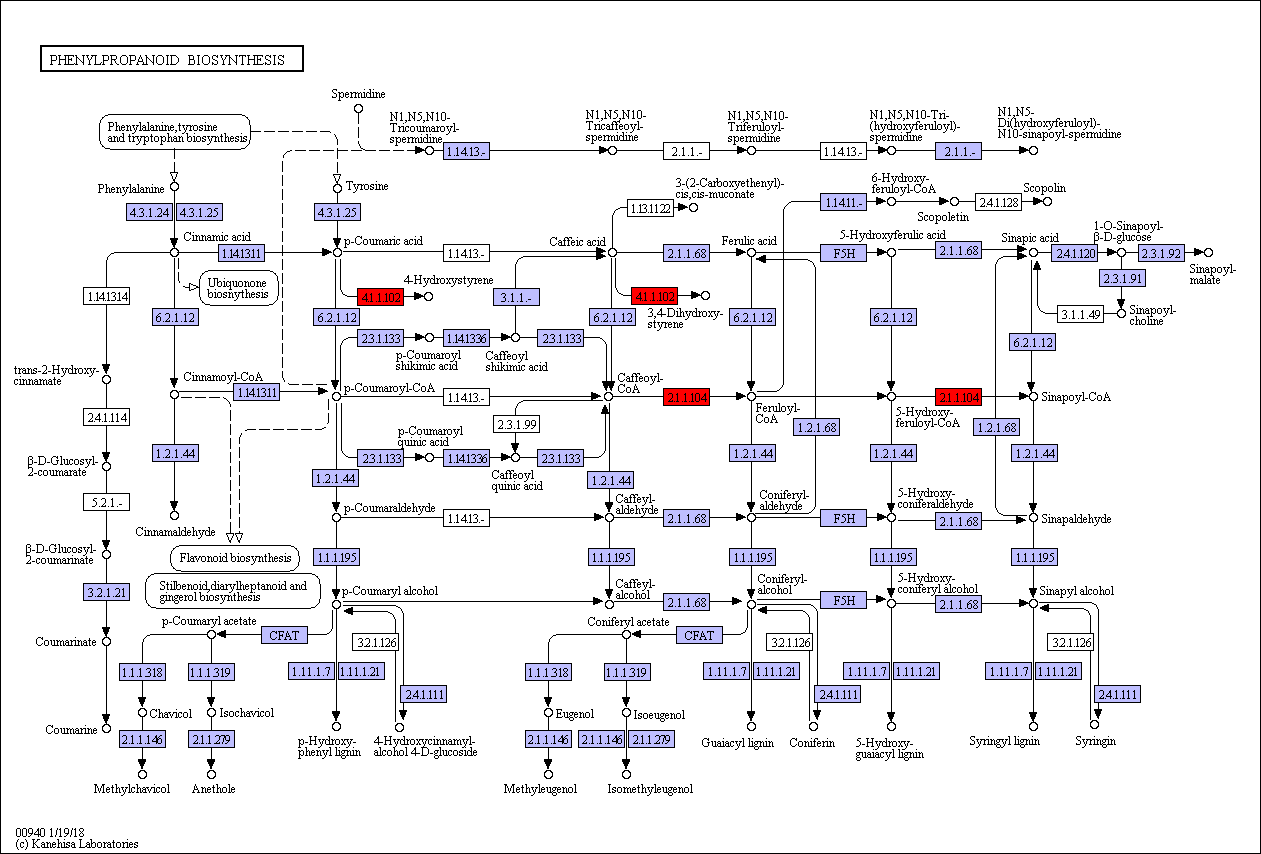 PHENYLPROPANOID BIOSYNTHESIS
Spermidine
N1,N5,N10-
Tricoumaroyl-
spermidine
N1,N5,N10-
Tricaffeoyl-
spermidine
N1,N5,N10-
Triferuloyl-
spermidine
N1,N5,N10-Tri-
(hydroxyferuloyl)-
spermidine
N1,N5-
Di(hydroxyferuloyl)-
N10-sinapoyl-spermidine
Phenylalanine,tyrosine
and tryptophan biosynthesis
1.14.13.-
2.1.1.-
1.14.13.-
2.1.1.-
Phenylalanine
Tyrosine
3-(2-Carboxyethenyl)-
cis,cis-muconate
6-Hydroxy-
feruloyl-CoA
Scopolin
4.3.1.24
4.3.1.25
4.3.1.25
1.13.11.22
1.14.11.-
Scopoletin
2.4.1.128
Cinnamic acid
1.14.13.11
p-Coumaric acid
1.14.13.-
Caffeic acid
2.1.1.68
Ferulic acid
F5H
5-Hydroxyferulic acid
2.1.1.68
Sinapic acid
2.4.1.120
1-O-Sinapoyl-
β-D-glucose
2.3.1.92
Sinapoyl-
malate
Ubiquonone
biosnythesis
4-Hydroxystyrene
2.3.1.91
1.14.13.14
4.1.1.102
3.1.1.-
4.1.1.102
3,4-Dihydroxy-
styrene
3.1.1.49
Sinapoyl-
choline
6.2.1.12
6.2.1.12
6.2.1.12
6.2.1.12
6.2.1.12
6.2.1.12
2.3.1.133
1.14.13.36
2.3.1.133
p-Coumaroyl
shikimic acid
Caffeoyl
shikimic acid
trans-2-Hydroxy-
cinnamate
Cinnamoyl-CoA
1.14.13.11
p-Coumaroyl-CoA
1.14.13.-
Caffeoyl-
CoA
2.1.1.104
Feruloyl-
CoA
5-Hydroxy-
feruloyl-CoA
2.1.1.104
Sinapoyl-CoA
2.4.1.114
2.3.1.99
1.2.1.68
1.2.1.68
p-Coumaroyl
quinic acid
2.3.1.133
1.14.13.36
2.3.1.133
Caffeoyl
quinic acid
β-D-Glucosyl-
2-coumarate
1.2.1.44
1.2.1.44
1.2.1.44
1.2.1.44
1.2.1.44
1.2.1.44
5.2.1.-
Cinnamaldehyde
p-Coumaraldehyde
1.14.13.-
Caffeyl-
aldehyde
2.1.1.68
Coniferyl-
aldehyde
F5H
5-Hydroxy-
coniferaldehyde
2.1.1.68
Sinapaldehyde
β-D-Glucosyl-
2-coumarinate
Flavonoid biosynthesis
1.1.1.195
1.1.1.195
1.1.1.195
1.1.1.195
1.1.1.195
Stilbenoid,diarylheptanoid and
gingerol biosynthesis
3.2.1.21
p-Coumaryl alcohol
Caffeyl-
alcohol
2.1.1.68
Coniferyl-
alcohol
F5H
5-Hydroxy-
coniferyl alcohol
2.1.1.68
Sinapyl alcohol
Coumarinate
p-Coumaryl acetate
CFAT
3.2.1.126
Coniferyl acetate
CFAT
3.2.1.126
3.2.1.126
1.1.1.318
1.1.1.319
1.11.1.7
1.11.1.21
2.4.1.111
1.1.1.318
1.1.1.319
1.11.1.7
1.11.1.21
2.4.1.111
1.11.1.7
1.11.1.21
1.11.1.7
1.11.1.21
2.4.1.111
Coumarine
Chavicol
Isochavicol
Eugenol
Isoeugenol
2.1.1.146
2.1.1.279
2.1.1.146
2.1.1.146
2.1.1.279
p-Hydroxy-
phenyl lignin
4-Hydroxycinnamyl-
alcohol 4-D-glucoside
Guaiacyl lignin
Coniferin
5-Hydroxy-
guaiacyl lignin
Syringyl lignin
Syringin
Methylchavicol
Anethole
Methyleugenol
Isomethyleugenol
00940 1/19/18
(c) Kanehisa Laboratories